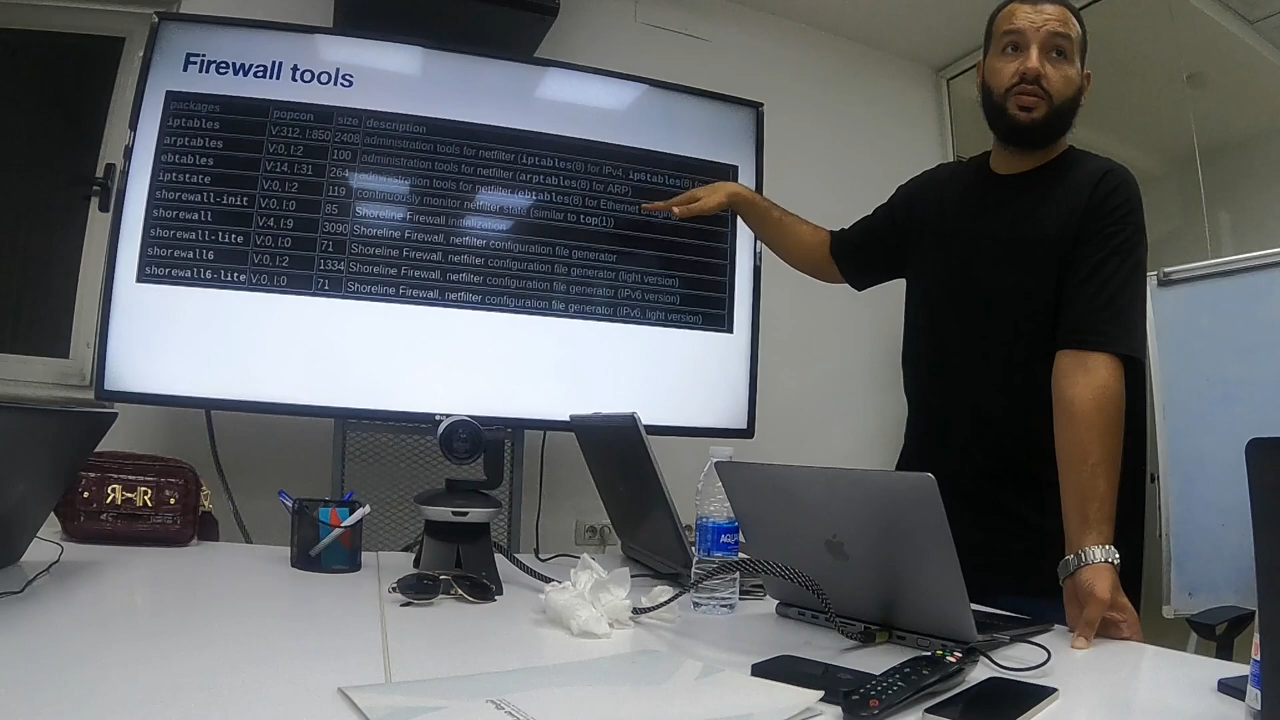 Firewall tools
packages popcon size description
iptables V:312, I:850 2408 administration tools for netfilter (iptables(8) for IPv4, ip6tables(8) for
arptables V:0, I:2 100 administration tools for netfilter (arptables(8) for ARP)
ebtables V:14, I:31 264 administration tools for netfilter (ebtables(8) for Ethernet
iptstate V:0, I:2 119 continuously monitor netfilter state (similar to top(1))
shorewall-init V:0, I:0 85 Shoreline Firewall initialization
shorewall V:4, I:9 3090 Shoreline Firewall, netfilter configuration file generator
shorewall-lite V:0, I:0 71 Shoreline Firewall, netfilter configuration file generator (light version)
shorewall6 V:0, I:2 1334 Shoreline Firewall, netfilter configuration file generator (IPv6 version)
shorewall6-lite V:0, I:0 71 Shoreline Firewall, netfilter configuration file generator (IPv6, light version)